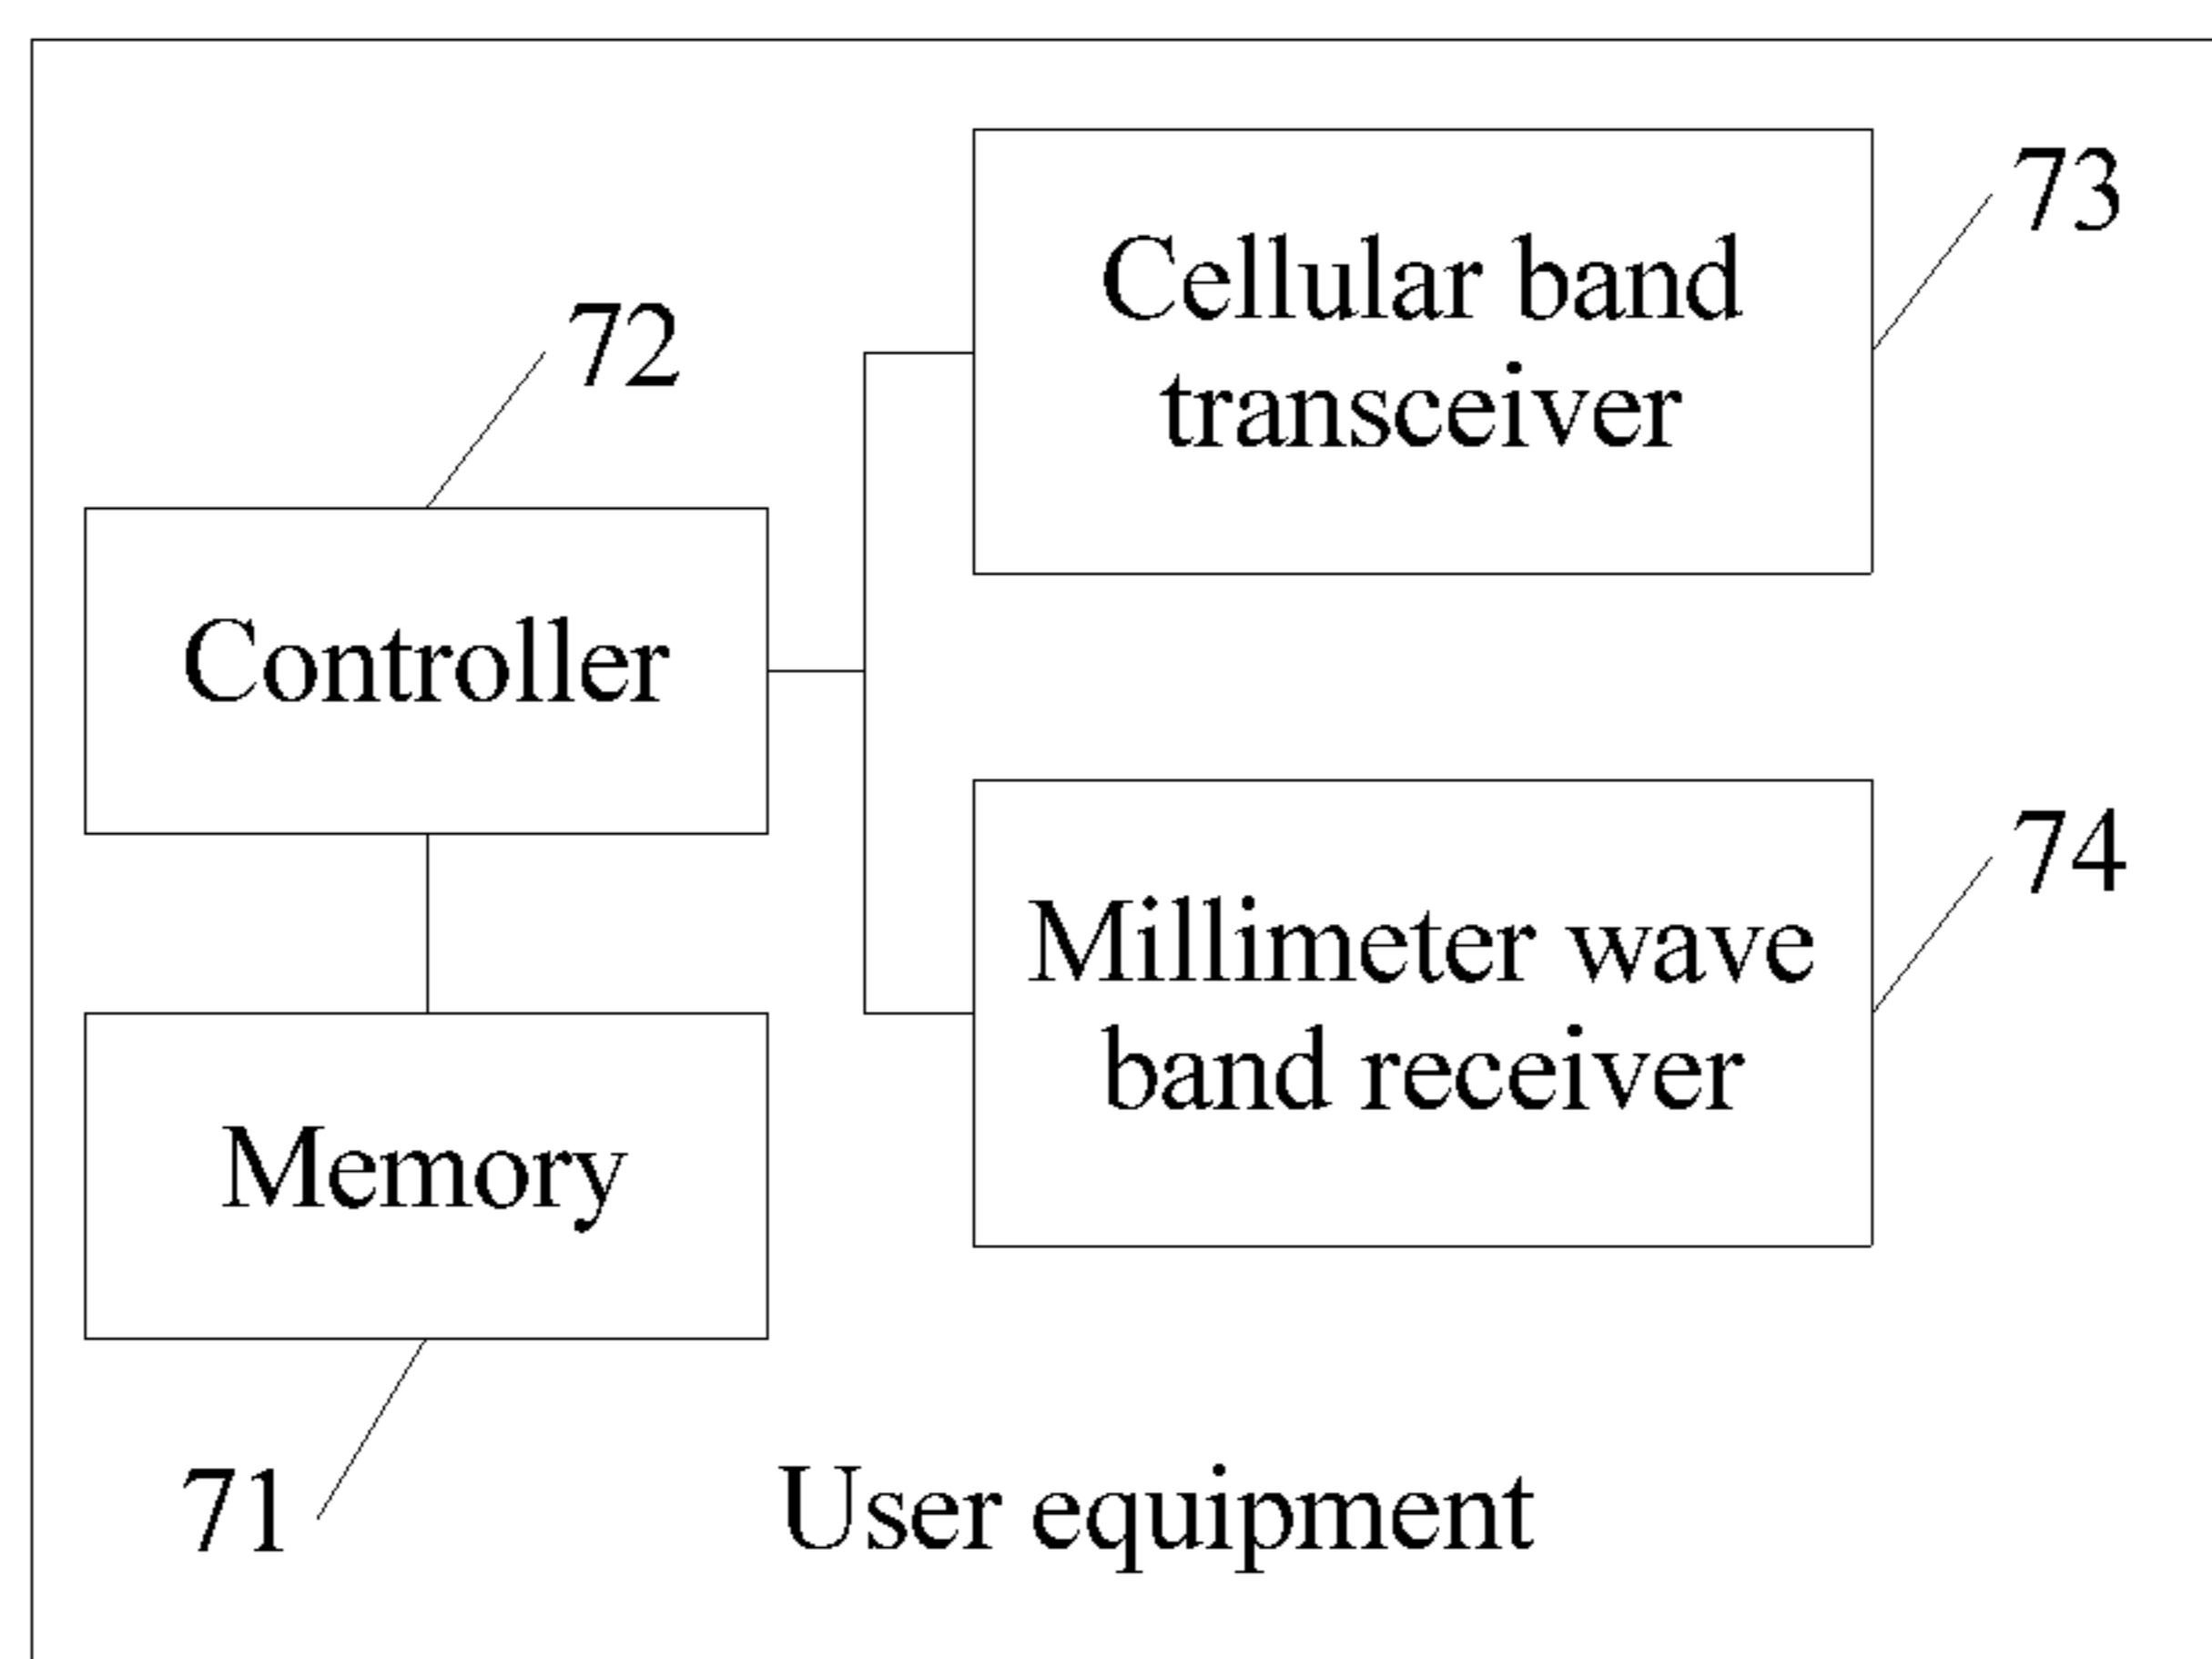 73
Cellular band
transceiver
72
Controller
74
Millimeter wave
band receiver
Memory
71
User equipment